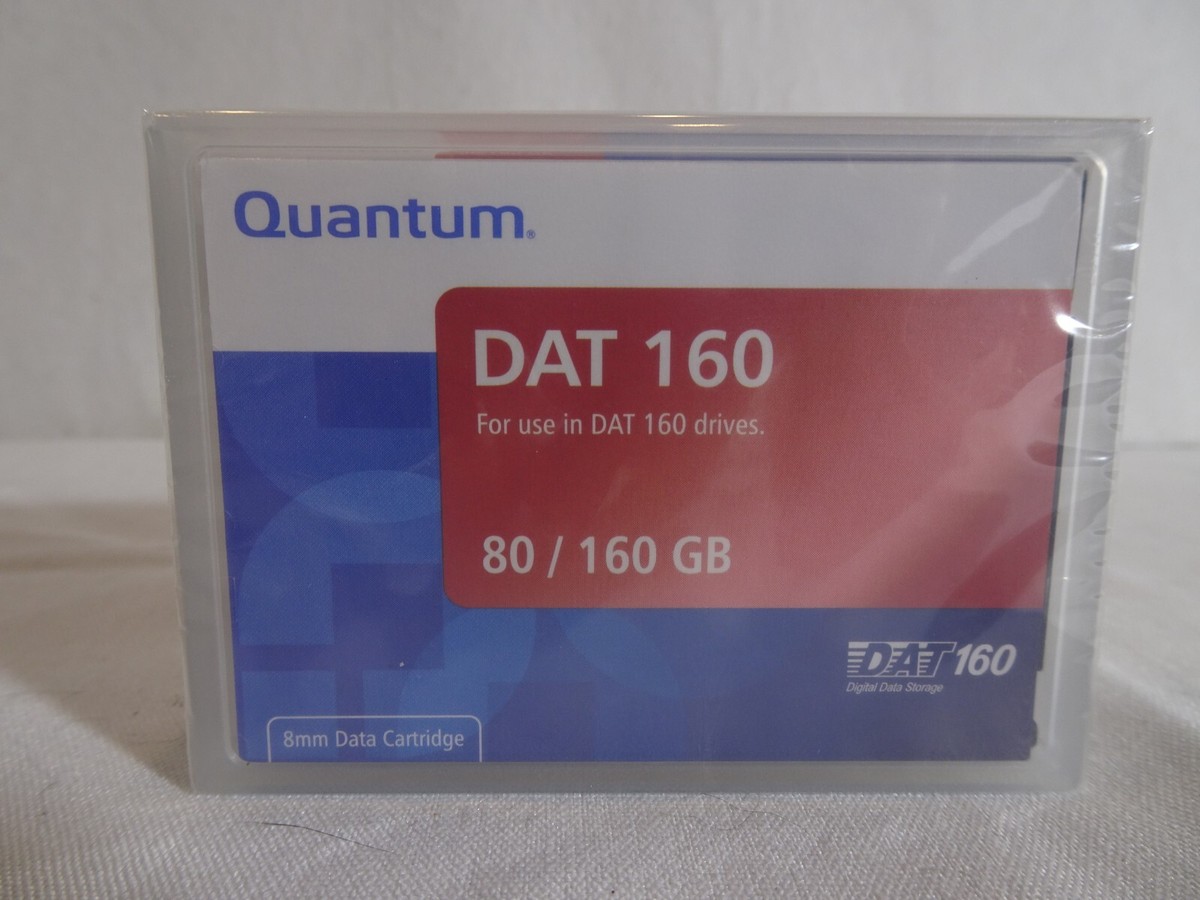 Quantum®
DAT 160
For use in DAT 160 drives.
80 / 160 GB
DAT 160
Digital Data Storage
8mm Data Cartridge